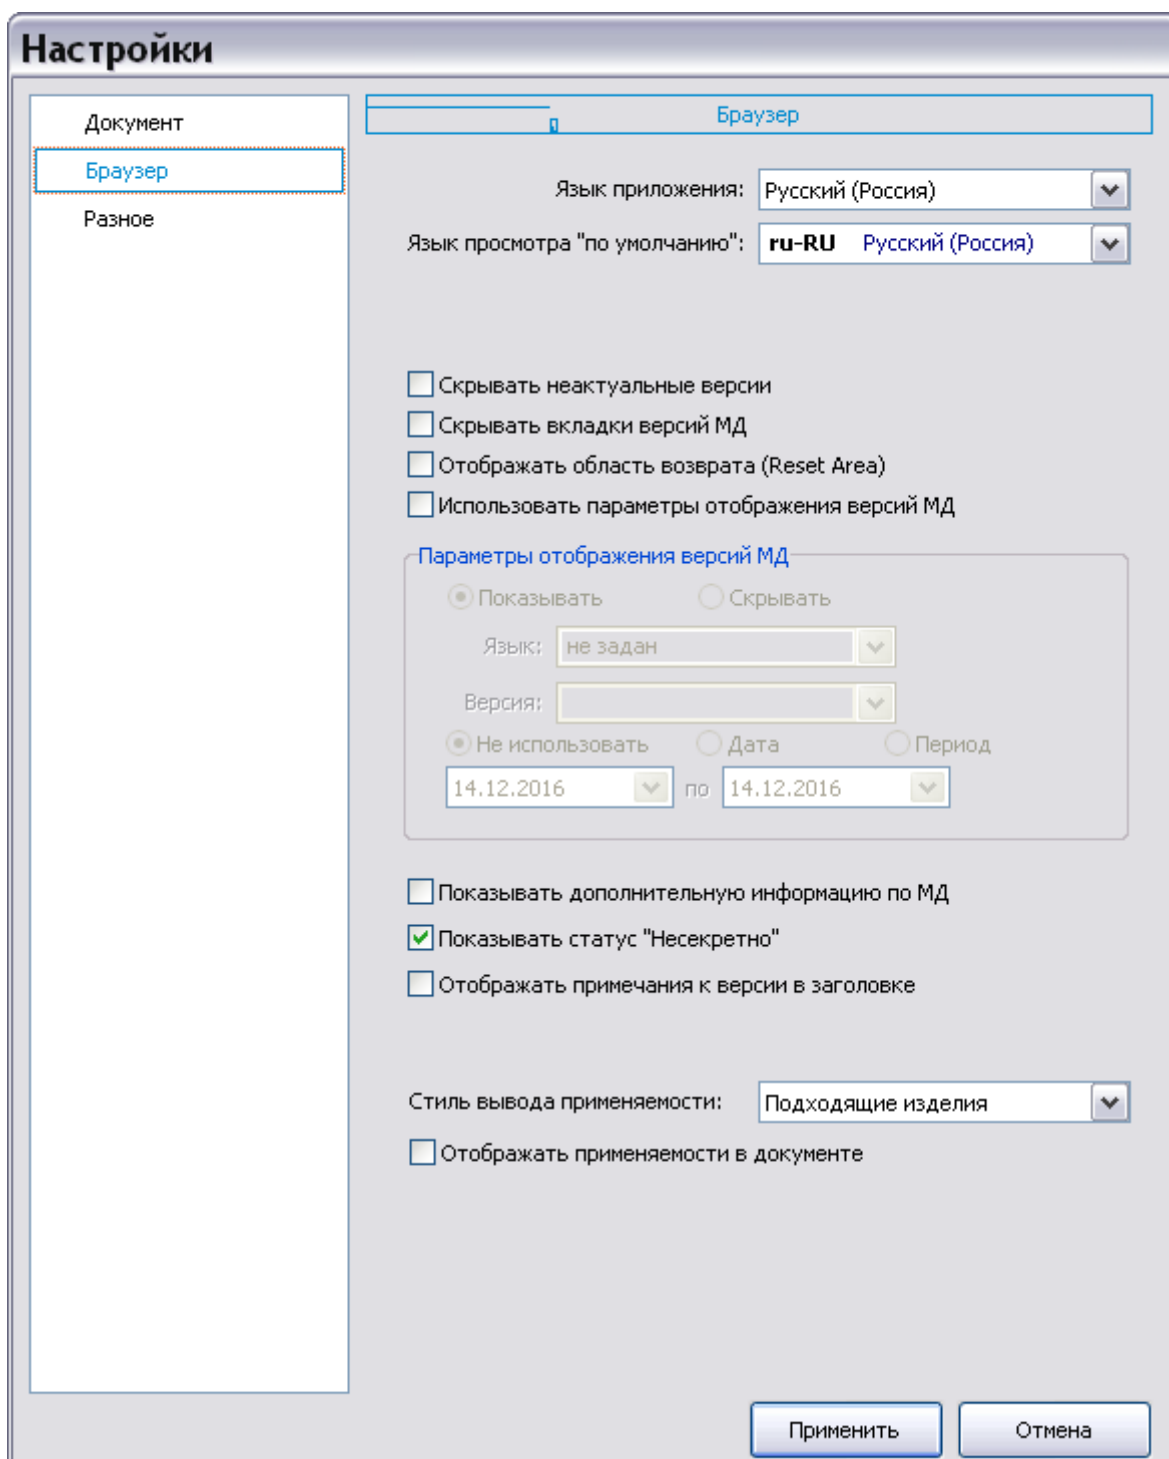 Настройки
Документ
Браузер
Разное
Браузер
Язык приложения: Русский (Россия)
Язык просмотра "по умолчанию": ru-RU Русский (Россия)
Скрывать неактуальные версии
Скрывать вкладки версий МД
Отображать область возврата (Reset Area)
Использовать параметры отображения версий МД
Параметры отображения версий МД
Показывать Скрывать
Язык: не задан
Версия:
Не использовать Дата Период
14.12.2016 по 14.12.2016
Показывать дополнительную информацию по МД
Показывать статус "Несекретно"
Отображать примечания к версии в заголовке
Стиль вывода применяемости: Подходящие изделия
Отображать применяемости в документе
Применить Отмена